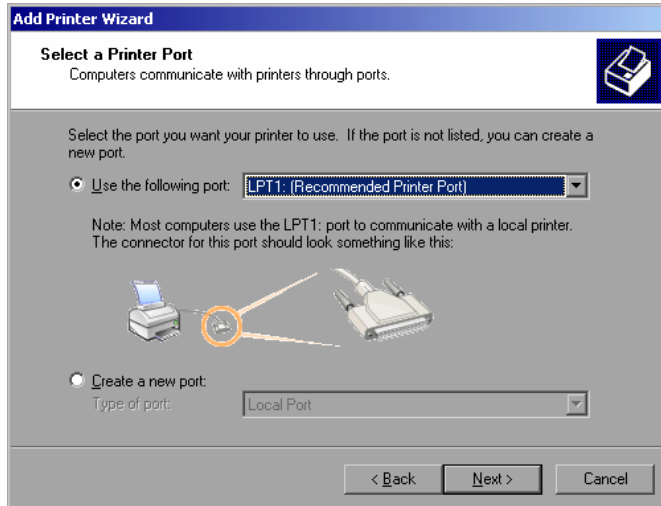 Add Printer Wizard
Select a Printer Port
Computers communicate with printers through ports.
Select the port you want your printer to use. If the port is not listed, you can create a
new port.
Use the following port: LPT1: (Recommended Printer Port)
Note: Most computers use the LPT1: port to communicate with a local printer.
The connector for this port should look something like this:
Create a new port:
Type of port: Local Port
< Back Next > Cancel